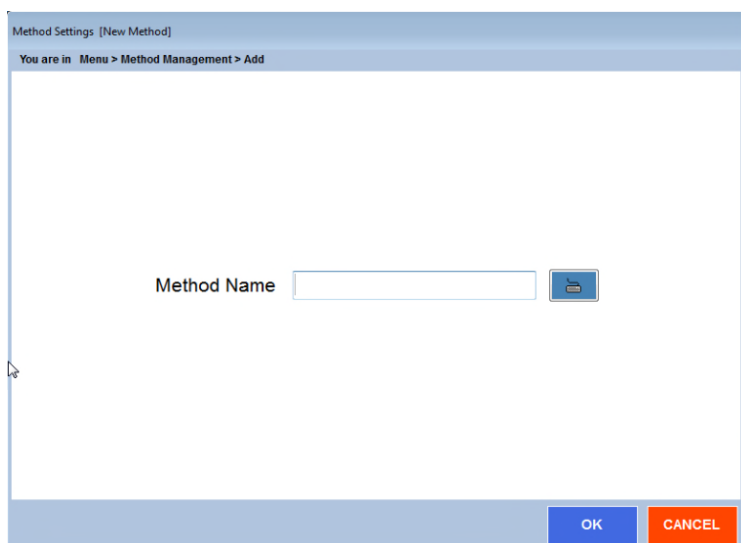 Method Settings [New Method]
You are in Menu > Method Management > Add
Method Name
OK CANCEL